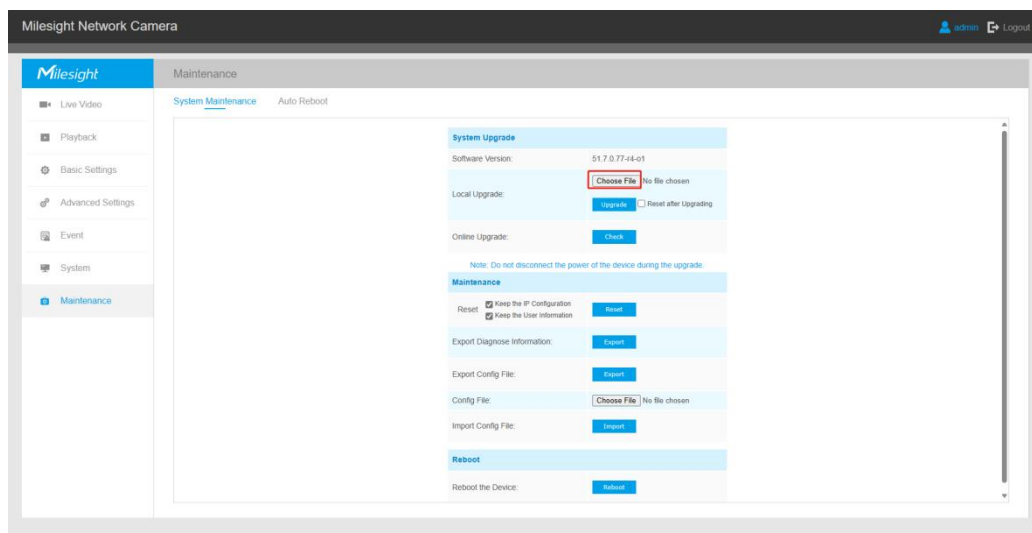 Milesight Network Camera
admin Logout
Milesight
Maintenance
Live Video
Playback
Basic Settings
Advanced Settings
Event
System
Maintenance
System Maintenance Auto Reboot
System Upgrade
Software Version: 51.7.0.77-r4-o1
Local Upgrade: Choose File No file chosen
Upgrade Reset after Upgrading
Online Upgrade: Check
Note: Do not disconnect the power of the device during the upgrade.
Maintenance
Reset Keep the IP Configuration
Keep the User Information
Reset
Export Diagnose Information: Export
Export Config File: Export
Config File: Choose File No file chosen
Import Config File: Import
Reboot
Reboot the Device: Reboot